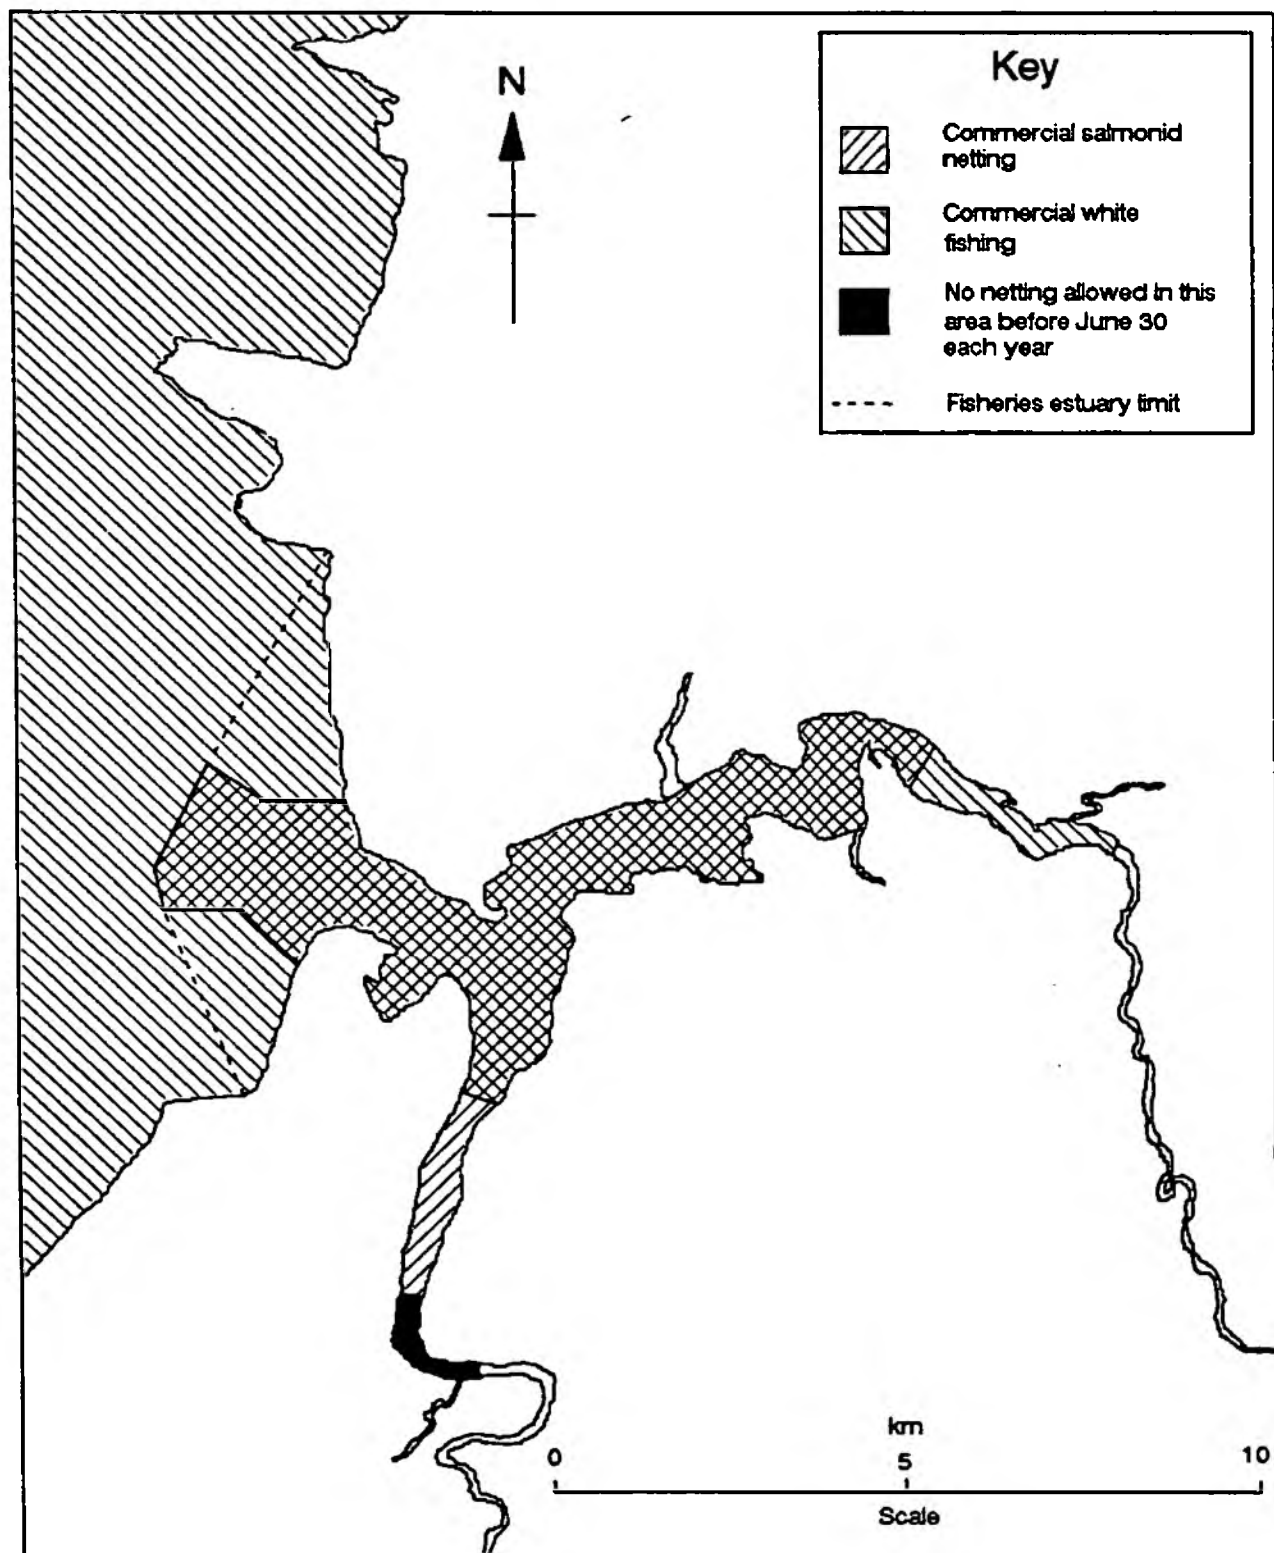 N
Key
Commercial salmonid
netting
Commercial white
fishing
No netting allowed in this
area before June 30
each year
Fisheries estuary limit
km
0 5 10
Scale